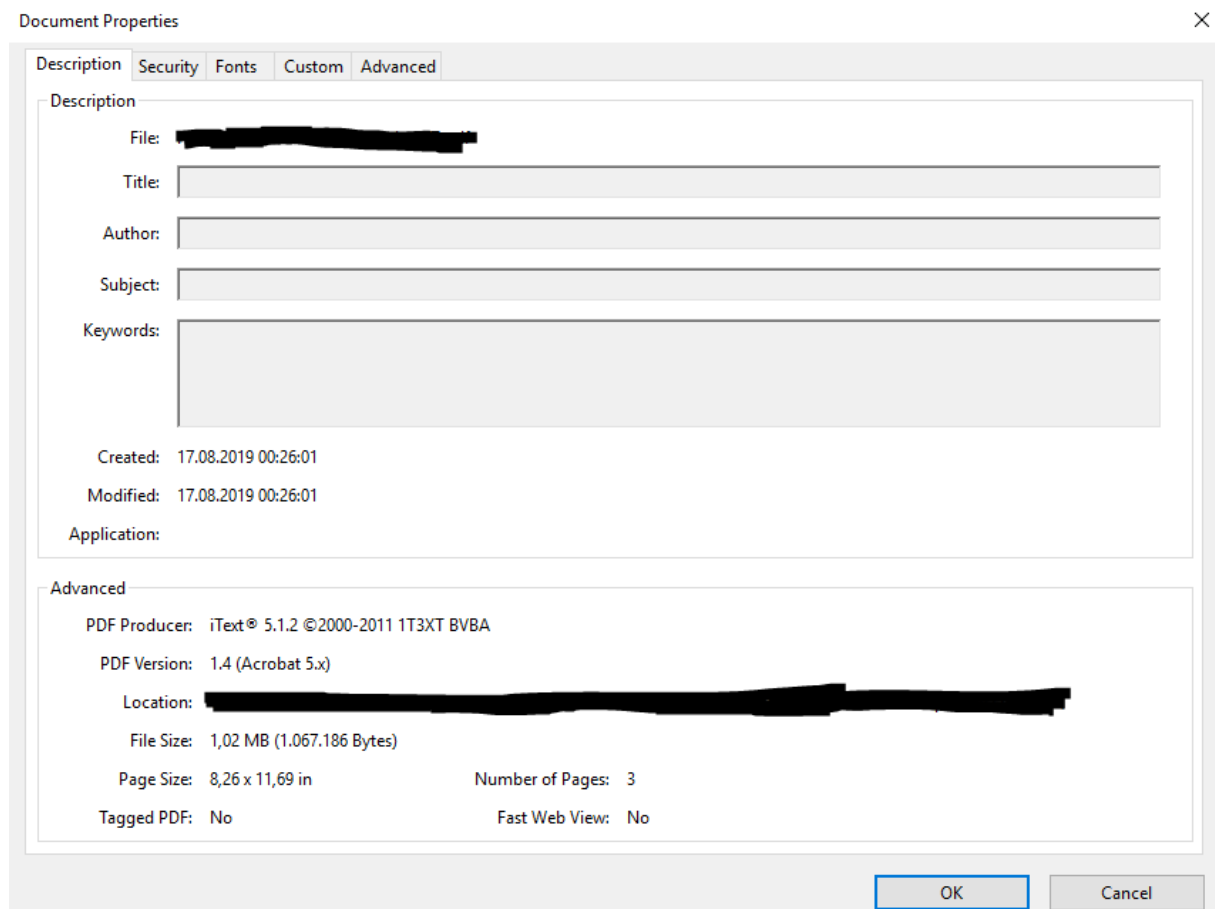 Document Properties
Description Security Fonts Custom Advanced
Description
File:
Title:
Author:
Subject:
Keywords:
Created: 17.08.2019 00:26:01
Modified: 17.08.2019 00:26:01
Application:
Advanced
PDF Producer: iText® 5.1.2 ©2000-2011 1T3XT BVBA
PDF Version: 1.4 (Acrobat 5.x)
Location:
File Size: 1,02 MB (1.067.186 Bytes)
Page Size: 8,26 x 11,69 in Number of Pages: 3
Tagged PDF: No Fast Web View: No
OK Cancel